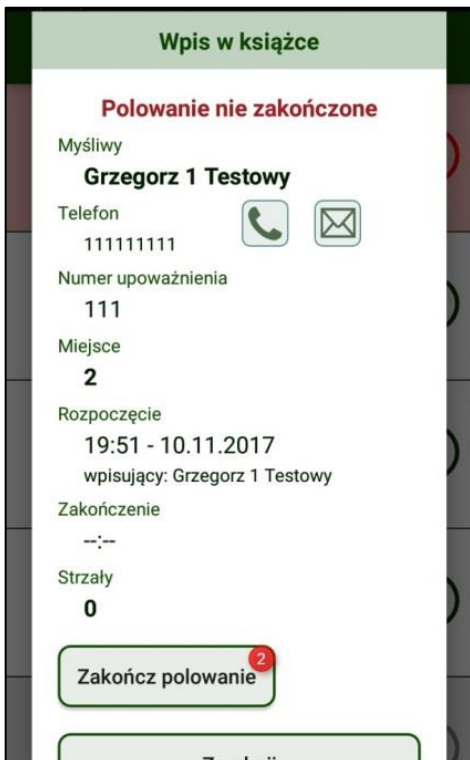 Wpis w książce
Polowanie nie zakończone
Myśliwy
Grzegorz 1 Testowy
Telefon
111111111
Numer upoważnienia
111
Miejsce
2
Rozpoczęcie
19:51 - 10.11.2017
wpisujący: Grzegorz 1 Testowy
Zakończenie
--:--
Strzały
0
2
Zakończ polowanie